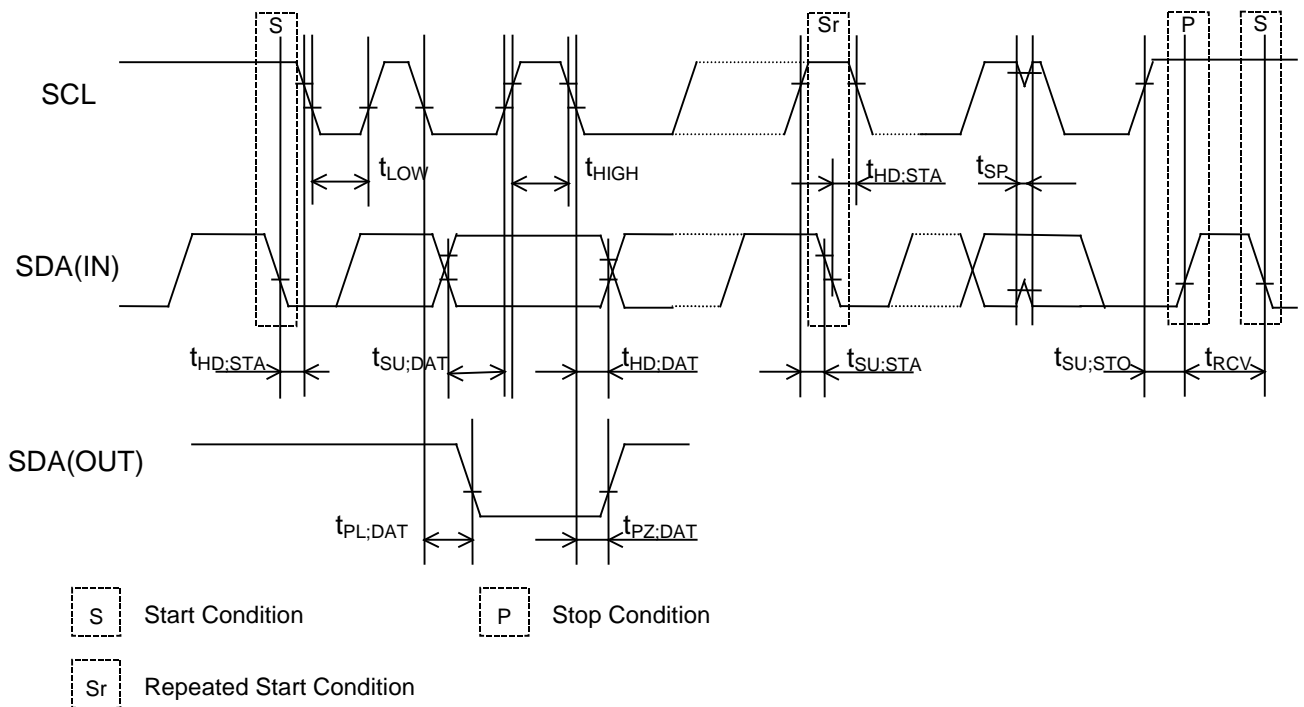 S Sr P S
SCL
tLOW tHIGH tHD;STA tSP
SDA(IN)
tHD;STA tSU;DAT tHD;DAT tSU;STA tSU;STO tRCV
SDA(OUT)
tPL;DAT tPZ;DAT
S Start Condition P Stop Condition
Sr Repeated Start Condition